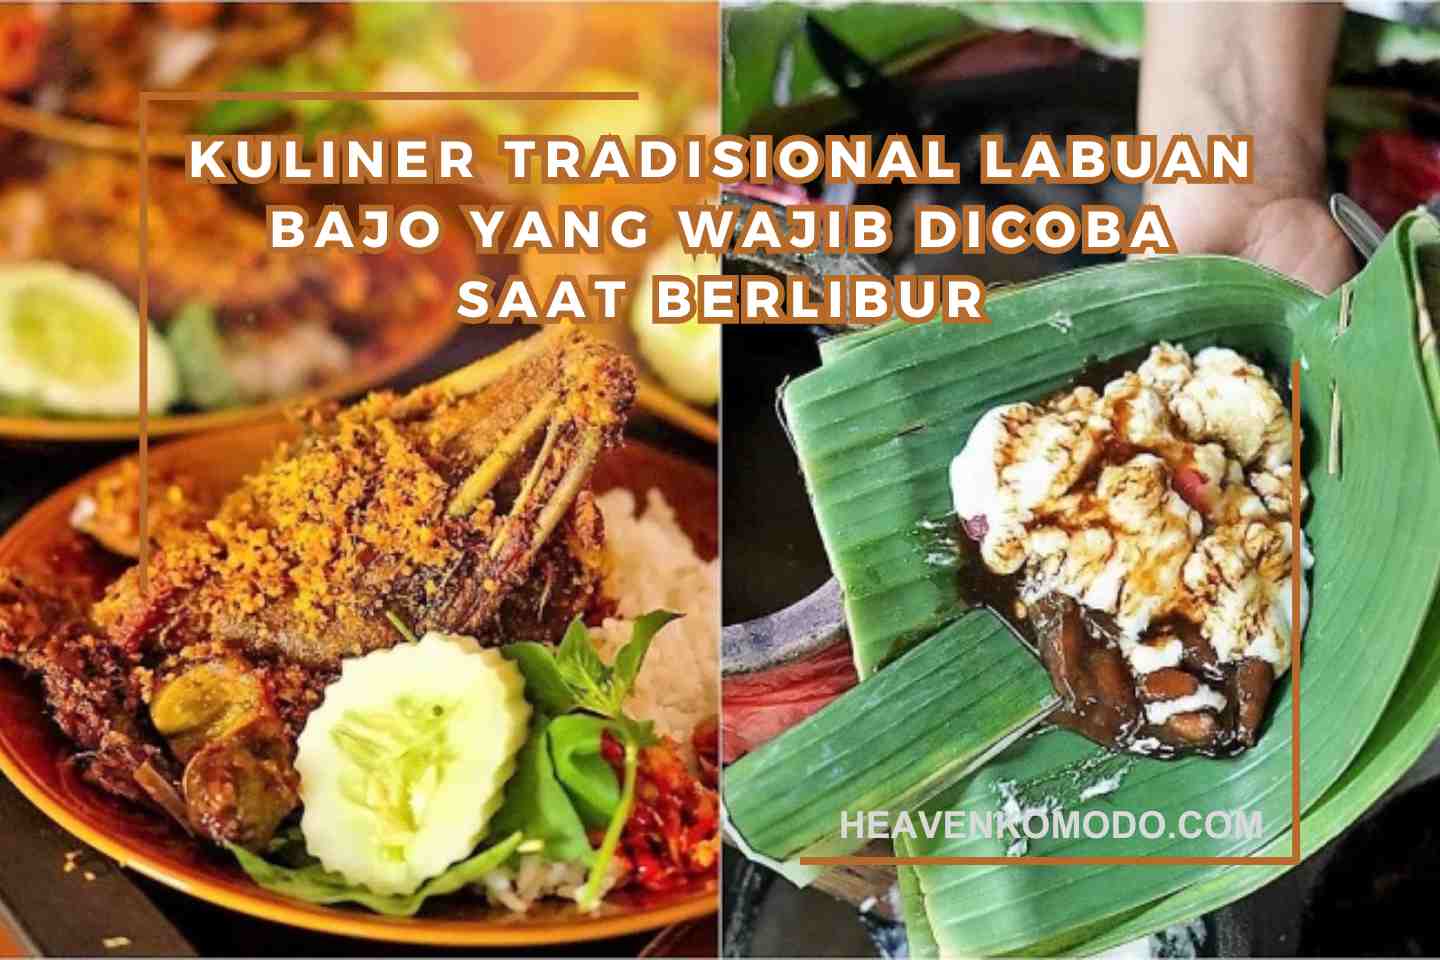 KULINER TRADISIONAL LABUAN
BAJO YANG WAJIB DICOBA
SAAT BERLIBUR
HEAVENKOMODO.COM